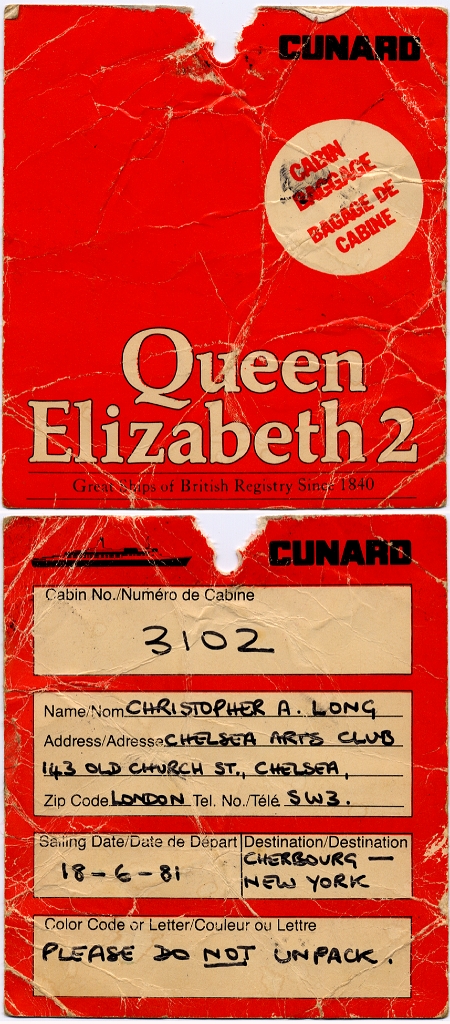 CUNARD
CABIN
BAGGAGE
BAGAGE DE
CABINE
Queen
Elizabeth 2
Great Ships of British Registry Since 1840
CUNARD
Cabin No./Numéro de Cabine
3102
Name/Nom CHRISTOPHER A. LONG
Address/Adresse CHELSEA ARTS CLUB
143 OLD CHURCH ST., CHELSEA,
Zip Code LONDON Tel. No./Télé SW3.
Sailing Date/Date de Départ
18-6-81
Destination/Destination
CHERBOURG —
NEW YORK
Color Code or Letter/Couleur ou Lettre
PLEASE DO NOT UNPACK.